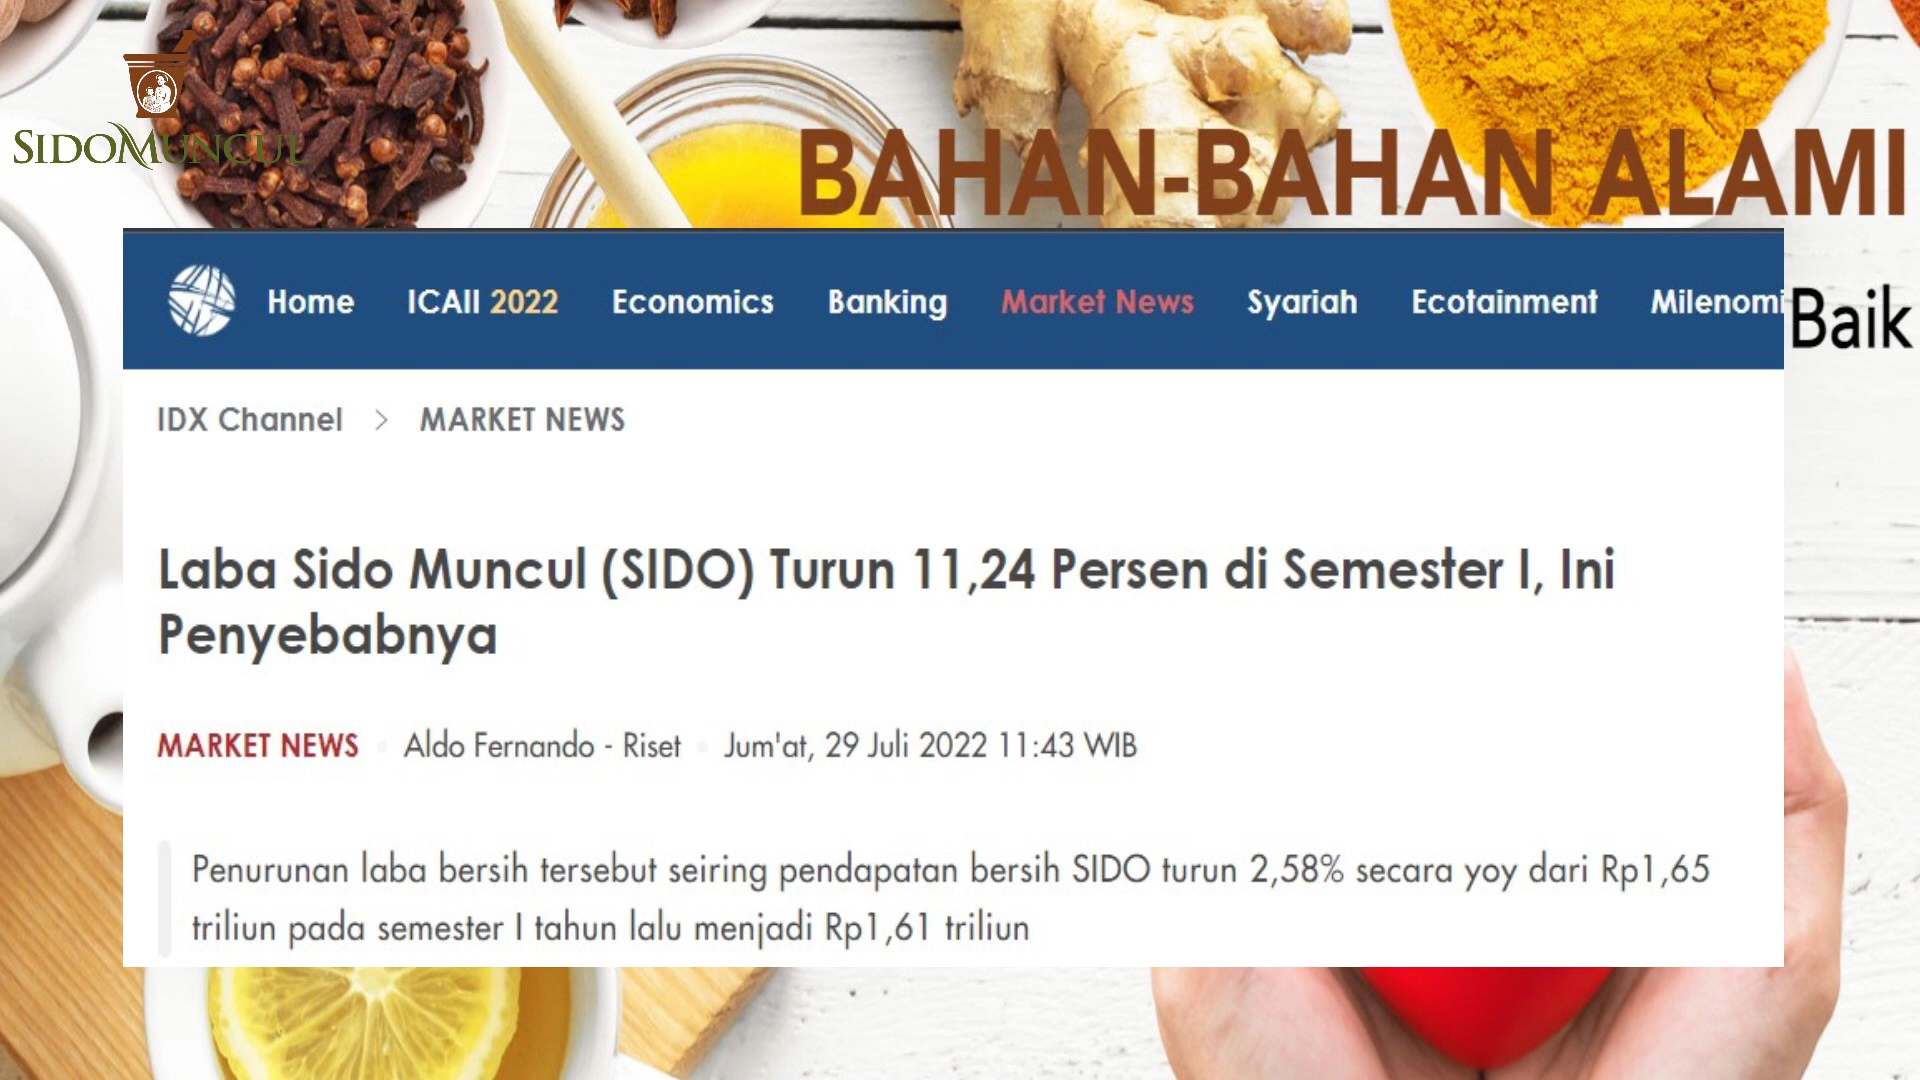 SIDOMUNCUL
BAHAN-BAHAN ALAMI
Baik
Home ICAII 2022 Economics Banking Market News Syariah Ecotainment Milenomi
IDX Channel > MARKET NEWS
Laba Sido Muncul (SIDO) Turun 11,24 Persen di Semester I, Ini
Penyebabnya
MARKET NEWS Aldo Fernando - Riset Jum'at, 29 Juli 2022 11:43 WIB
Penurunan laba bersih tersebut seiring pendapatan bersih SIDO turun 2,58% secara yoy dari Rp1,65
triliun pada semester I tahun lalu menjadi Rp1,61 triliun